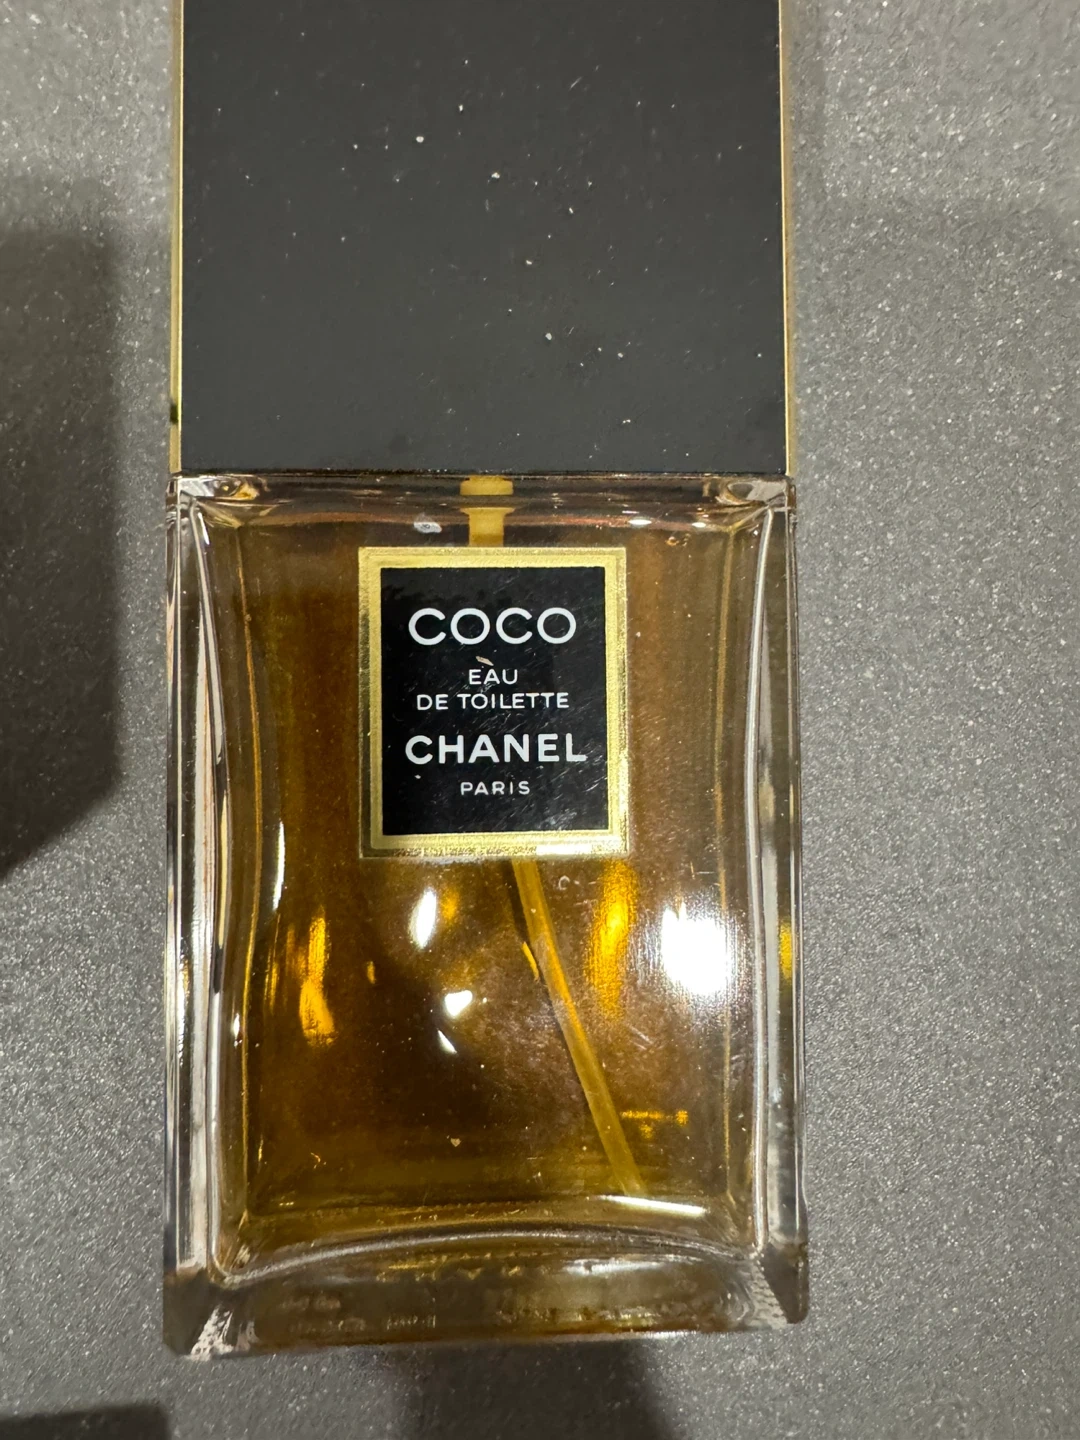 COCO
EAU
DE TOILETTE
CHANEL
PARIS